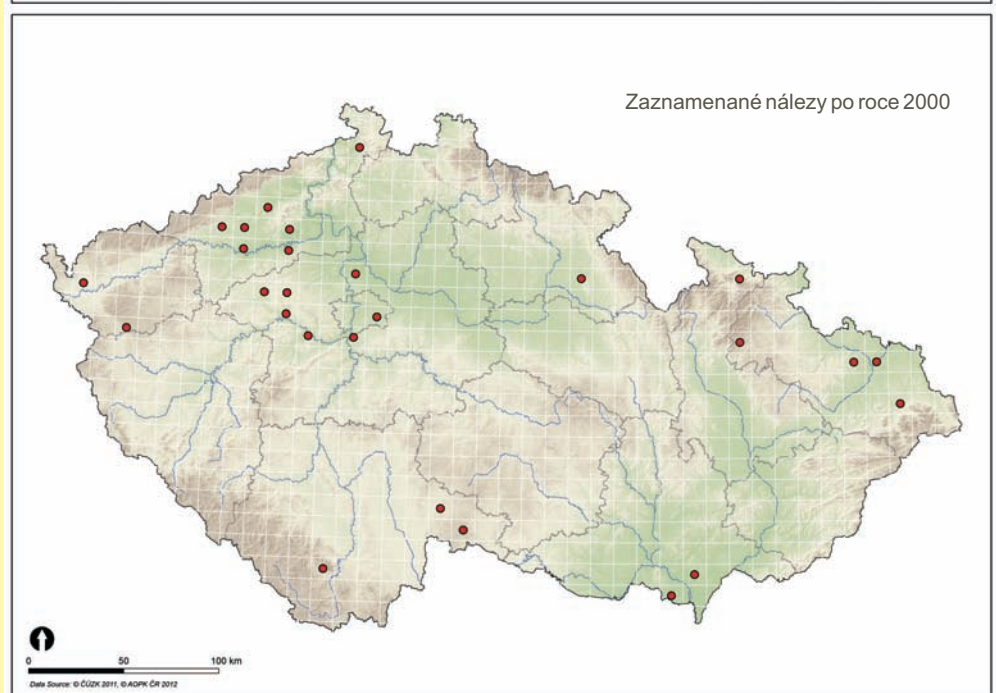 Zaznamenané nálezy po roce 2000
0 50 100 km
Data Source: © ČÚZK 2011, © AOPK ČR 2012